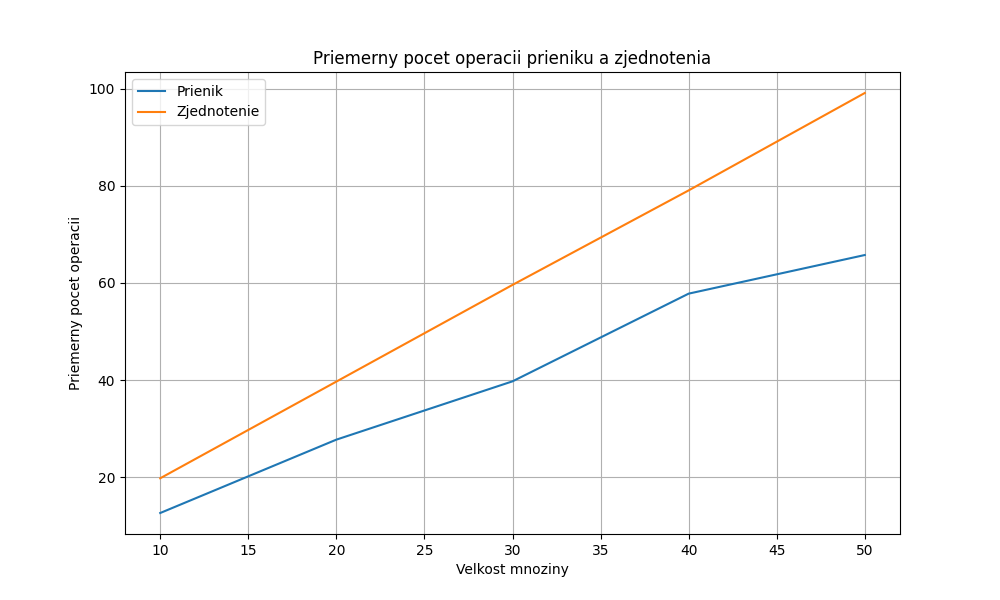 Priemerny pocet operacii prieniku a zjednotenia
Prienik
Zjednotenie
Priemerny pocet operacii
100
80
60
40
20
10 15 20 25 30 35 40 45 50
Velkost mnoziny